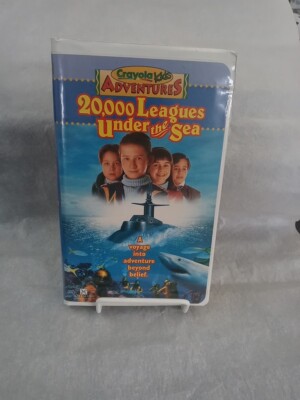 Crayola kids
ADVENTURES
20,000 Leagues
Under the Sea
A
voyage
into
adventure
beyond
belief.